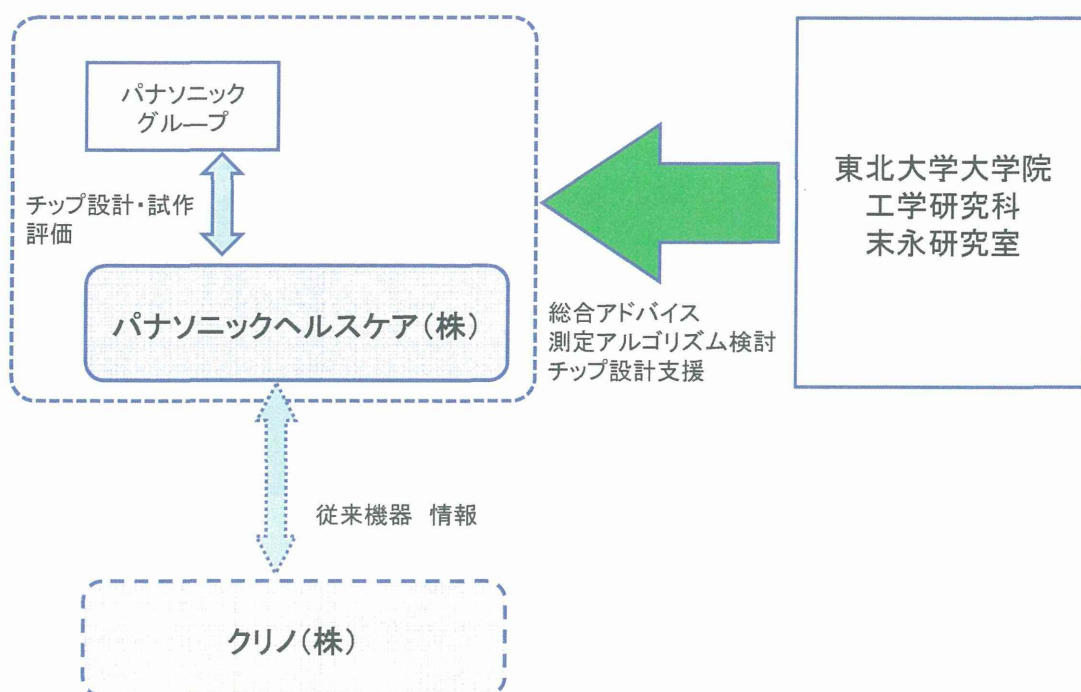 パナソニック
グループ
チップ設計・試作
評価
パナソニックヘルスケア(株)
東北大学大学院
工学研究科
末永研究室
総合アドバイス
測定アルゴリズム検討
チップ設計支援
従来機器 情報
クリノ(株)